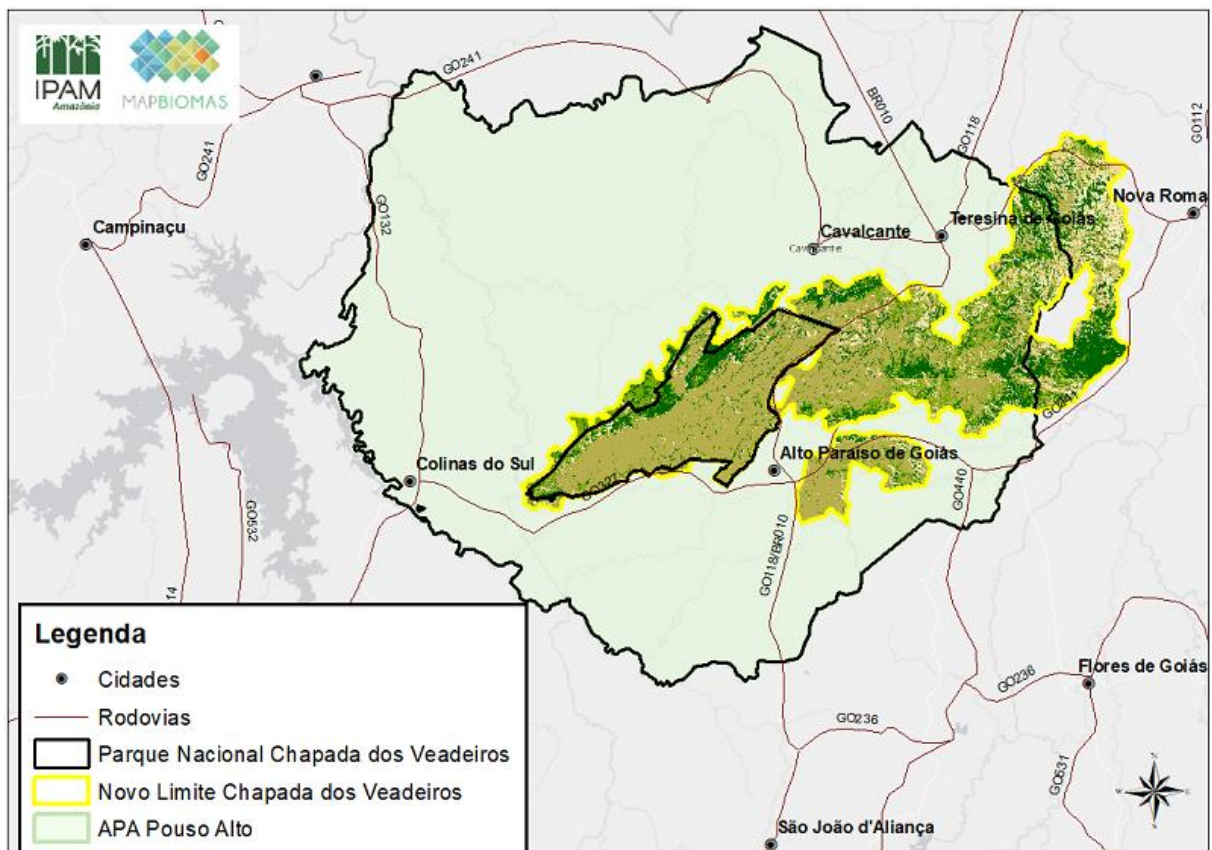 IPAM
Amazônia
MAPBIOMAS
GO241
BR010
GO118
GO112
GO241
GO132
Campinaçu
Nova Roma
Teresina de Goiás
Cavalcante
Cavalcante
Colinas do Sul
Alto Paraíso de Goiás
GO532
GO440
GO118/BR010
14
Flores de Goiás
GO236
GO236
GO531
São João d'Aliança
N
Legenda
Cidades
Rodovias
Parque Nacional Chapada dos Veadeiros
Novo Limite Chapada dos Veadeiros
APA Pouso Alto